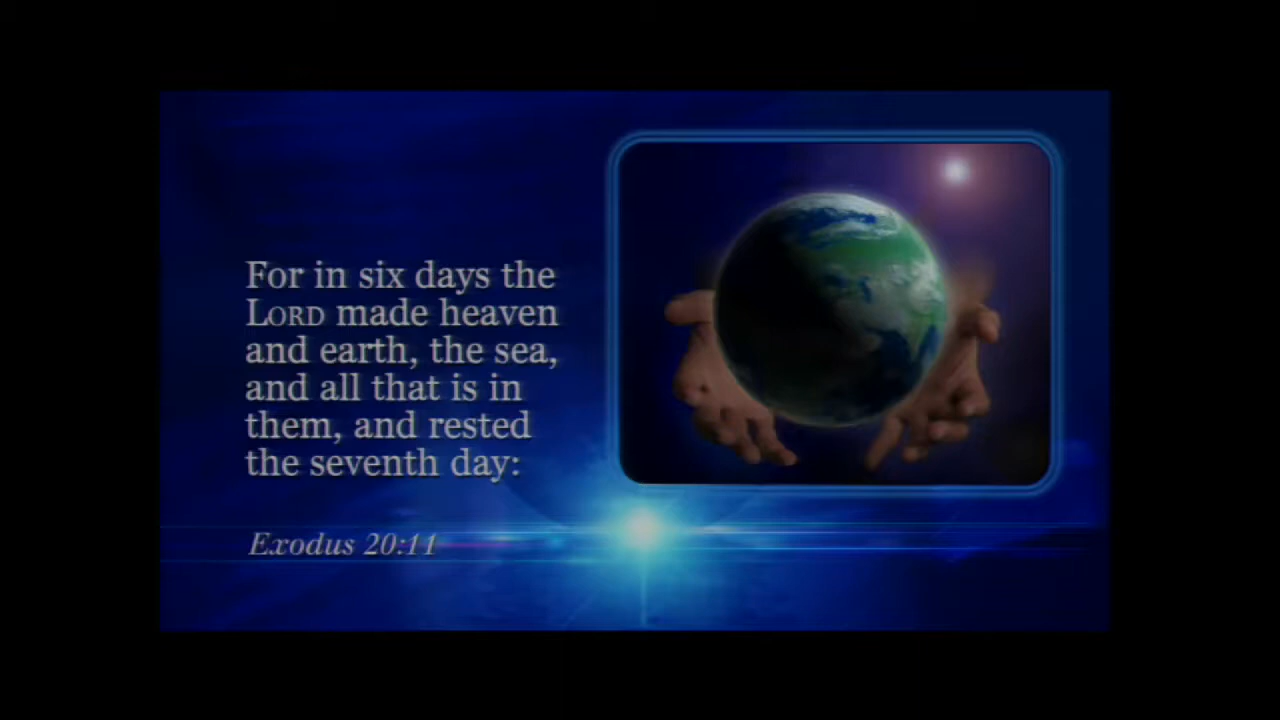 For in six days the
LORD made heaven
and earth, the sea,
and all that is in
them, and rested
the seventh day:
Exodus 20:11